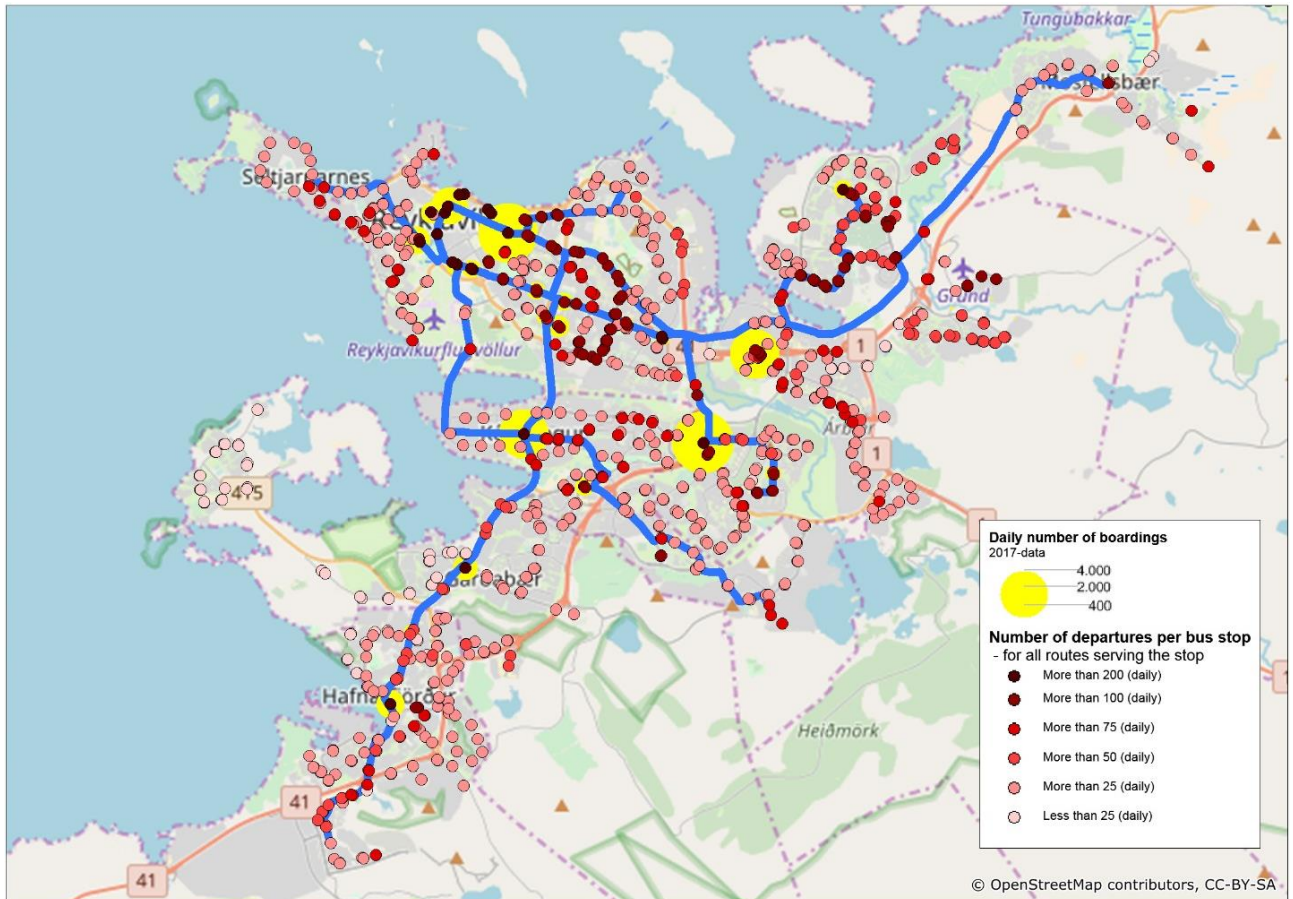 Tungubakkar
Mosfellsbær
Seltjarnarnes
Reykjavíkurflugvöllur
Grund
1
Árbær
1
415
Garðabær
Hafnarfjörður
Heiðmörk
41
41
Daily number of boardings
2017-data
4.000
2.000
400
Number of departures per bus stop
- for all routes serving the stop
More than 200 (daily)
More than 100 (daily)
More than 75 (daily)
More than 50 (daily)
More than 25 (daily)
Less than 25 (daily)
© OpenStreetMap contributors, CC-BY-SA